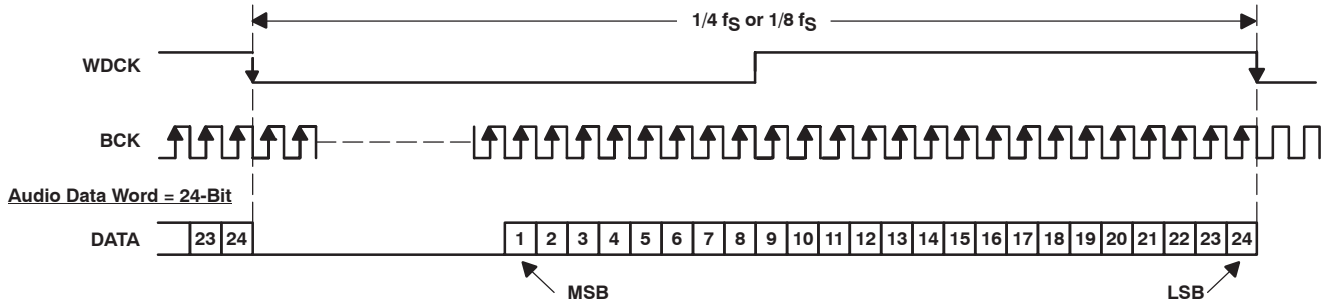 1/4 fS or 1/8 fS
WDCK
BCK
Audio Data Word = 24-Bit
DATA
23 24
1 2 3 4 5 6 7 8 9 10 11 12 13 14 15 16 17 18 19 20 21 22 23 24
MSB
LSB